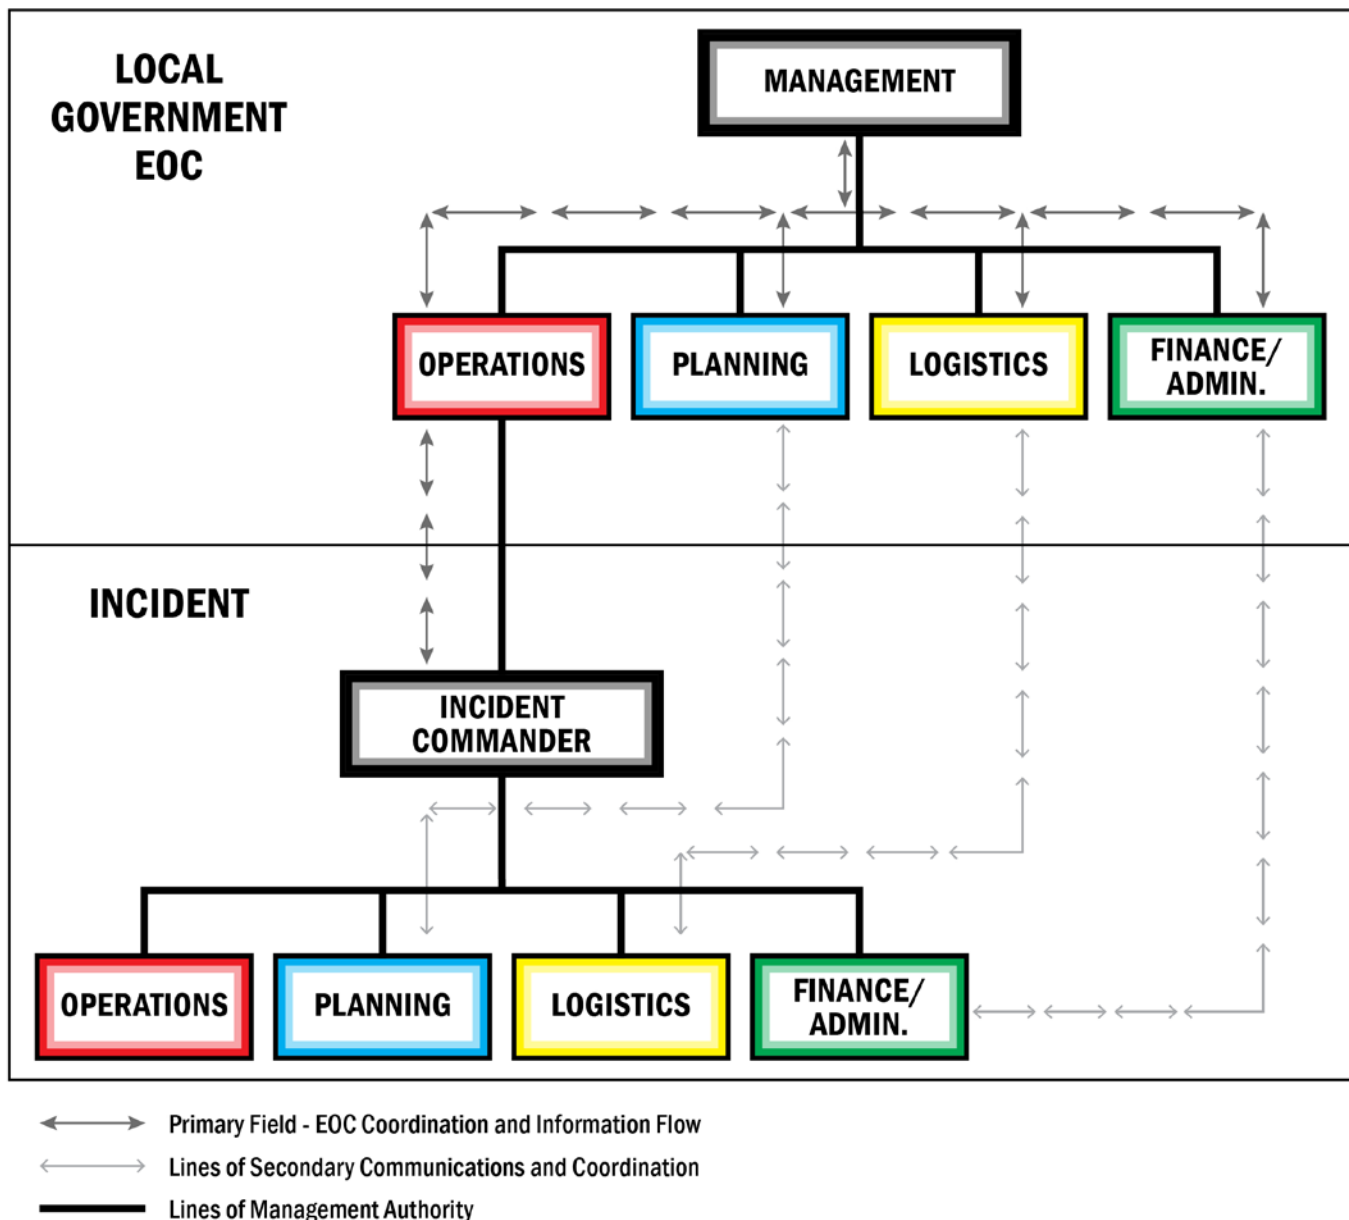 LOCAL
GOVERNMENT
EOC
MANAGEMENT
OPERATIONS
PLANNING
LOGISTICS
FINANCE/
ADMIN.
INCIDENT
INCIDENT
COMMANDER
OPERATIONS
PLANNING
LOGISTICS
FINANCE/
ADMIN.
Primary Field - EOC Coordination and Information Flow
Lines of Secondary Communications and Coordination
Lines of Management Authority